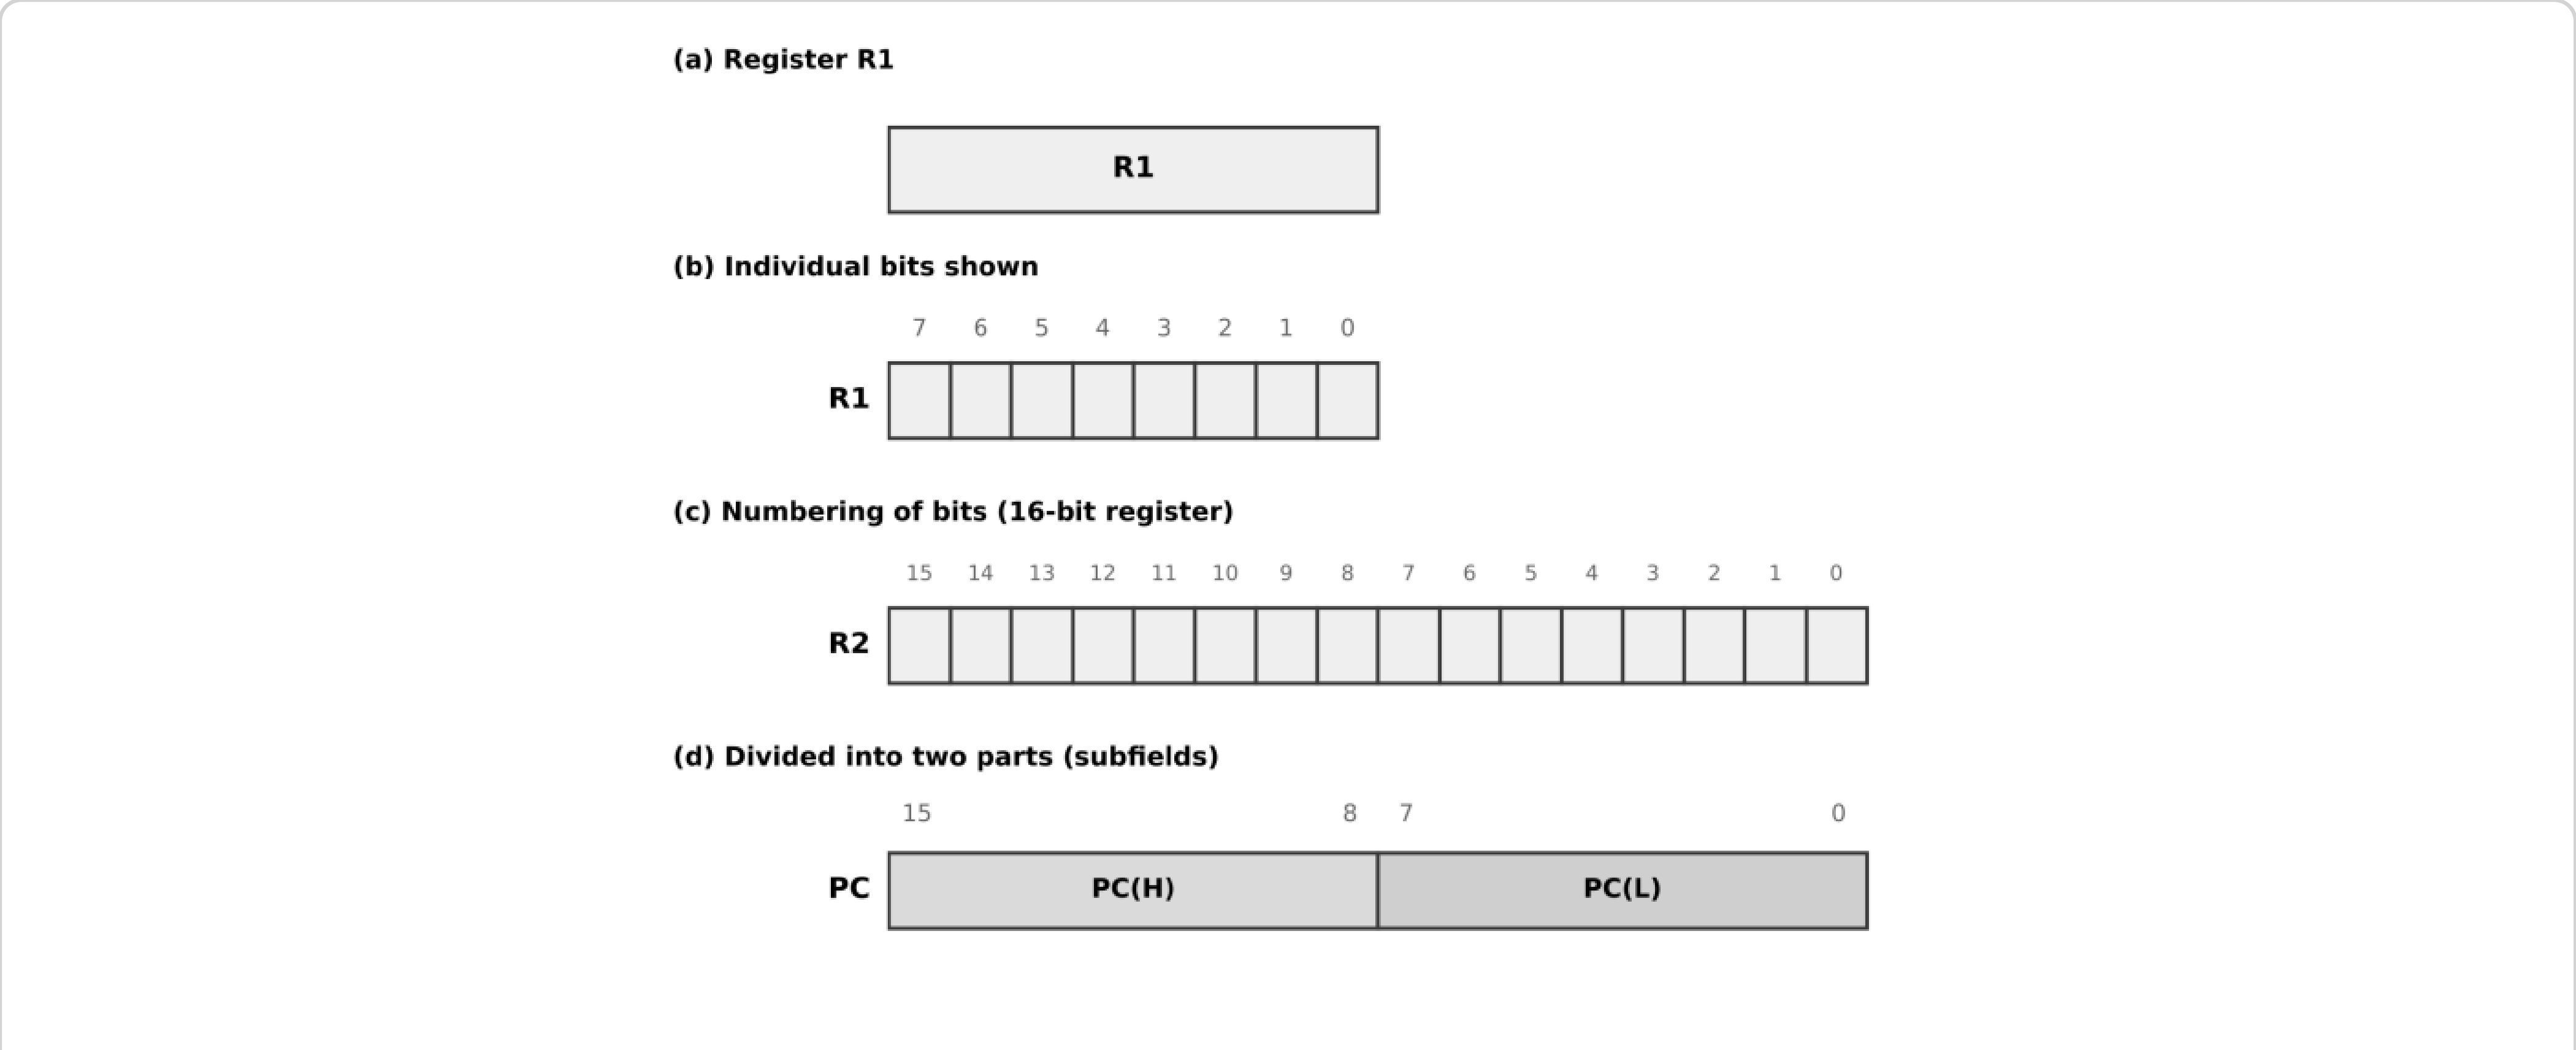 (a) Register R1
R1
(b) Individual bits shown
7 6 5 4 3 2 1 0
R1
(c) Numbering of bits (16-bit register)
15 14 13 12 11 10 9 8 7 6 5 4 3 2 1 0
R2
(d) Divided into two parts (subfields)
15 8 7 0
PC PC(H) PC(L)